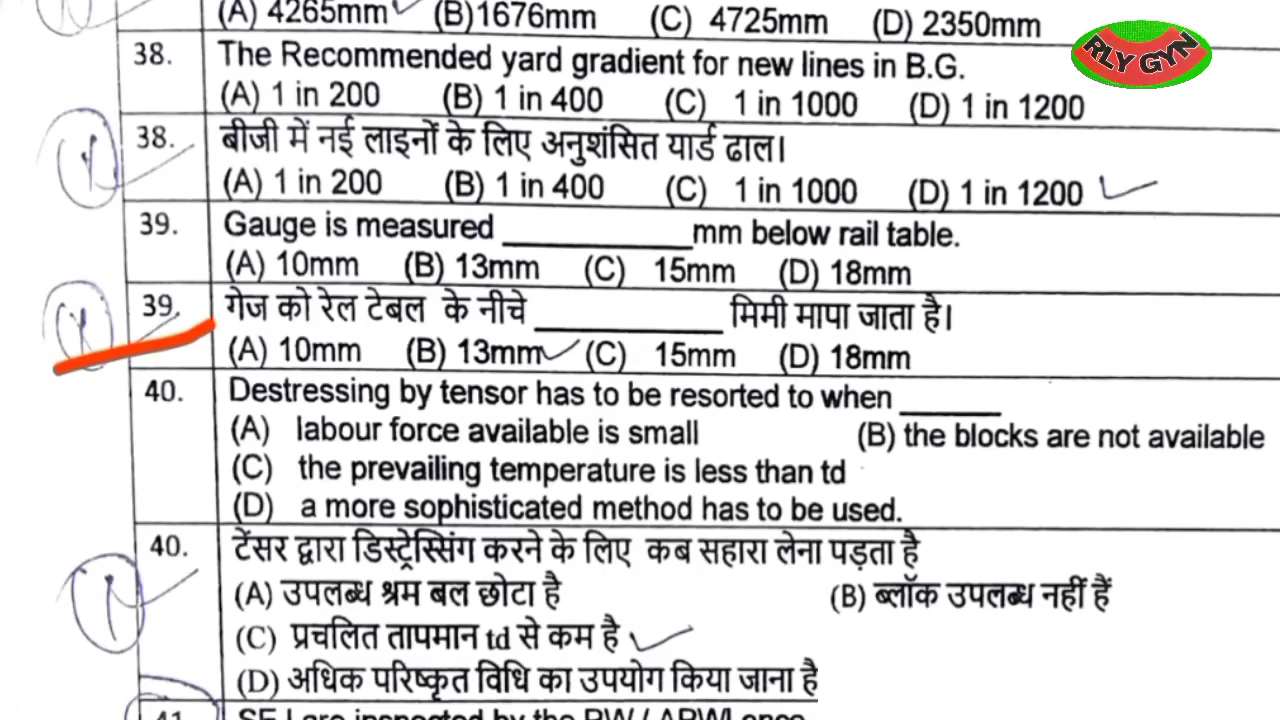 (A) 4265mm (B)1676mm (C) 4725mm (D) 2350mm
RLY GYN
38. The Recommended yard gradient for new lines in B.G.
(A) 1 in 200 (B) 1 in 400 (C) 1 in 1000 (D) 1 in 1200
38. बीजी में नई लाइनों के लिए अनुशंसित यार्ड ढाल।
(A) 1 in 200 (B) 1 in 400 (C) 1 in 1000 (D) 1 in 1200
39. Gauge is measured ____________mm below rail table.
(A) 10mm (B) 13mm (C) 15mm (D) 18mm
39. गेज को रेल टेबल के नीचे ____________ मिमी मापा जाता है।
(A) 10mm (B) 13mm (C) 15mm (D) 18mm
40. Destressing by tensor has to be resorted to when ______
(A) labour force available is small (B) the blocks are not available
(C) the prevailing temperature is less than td
(D) a more sophisticated method has to be used.
40. टेंसर द्वारा डिस्ट्रेस्सिंग करने के लिए कब सहारा लेना पड़ता है
(A) उपलब्ध श्रम बल छोटा है (B) ब्लॉक उपलब्ध नहीं हैं
(C) प्रचलित तापमान td से कम है
(D) अधिक परिष्कृत विधि का उपयोग किया जाना है
41.